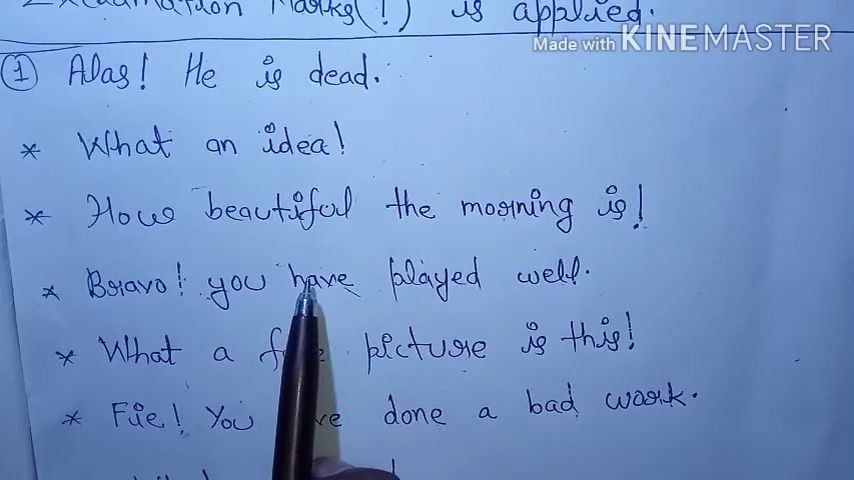 Exclamation Marks(!) is applied.
Made with KINEMASTER
1 Alas! He is dead.
* What an idea!
* How beautiful the morning is!
* Bravo! you have played well.
* What a picture is this!
* Fie! You done a bad work.